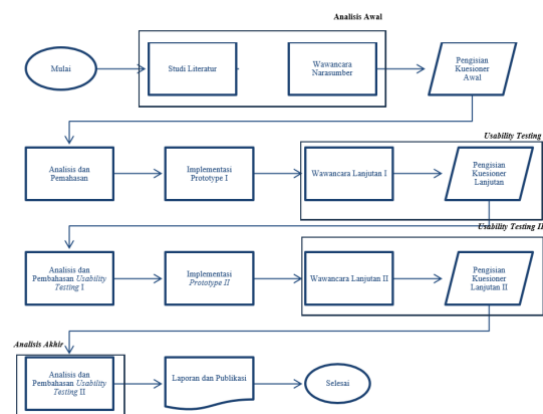 Analisis Awal
Mulai
Studi Literatur
Wawancara
Narasumber
Pengisian
Kuesioner
Awal
Usability Testing
Analisis dan
Pemahasan
Implementasi
Prototype I
Wawancara Lanjutan I
Pengisian
Kuesioner
Lanjutan
Usability Testing II
Analisis dan
Pembahasan Usability
Testing I
Implementasi
Prototype II
Wawancara Lanjutan II
Pengisian
Kuesioner
Lanjutan II
Analisis Akhir
Analisis dan
Pembahasan Usability
Testing II
Laporan dan Publikasi
Selesai